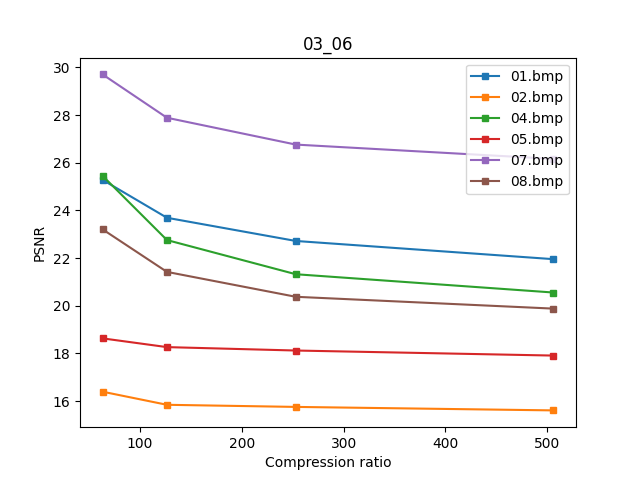 03_06
30
28
26
24
22
20
18
16
PSNR
01.bmp
02.bmp
04.bmp
05.bmp
07.bmp
08.bmp
100 200 300 400 500
Compression ratio